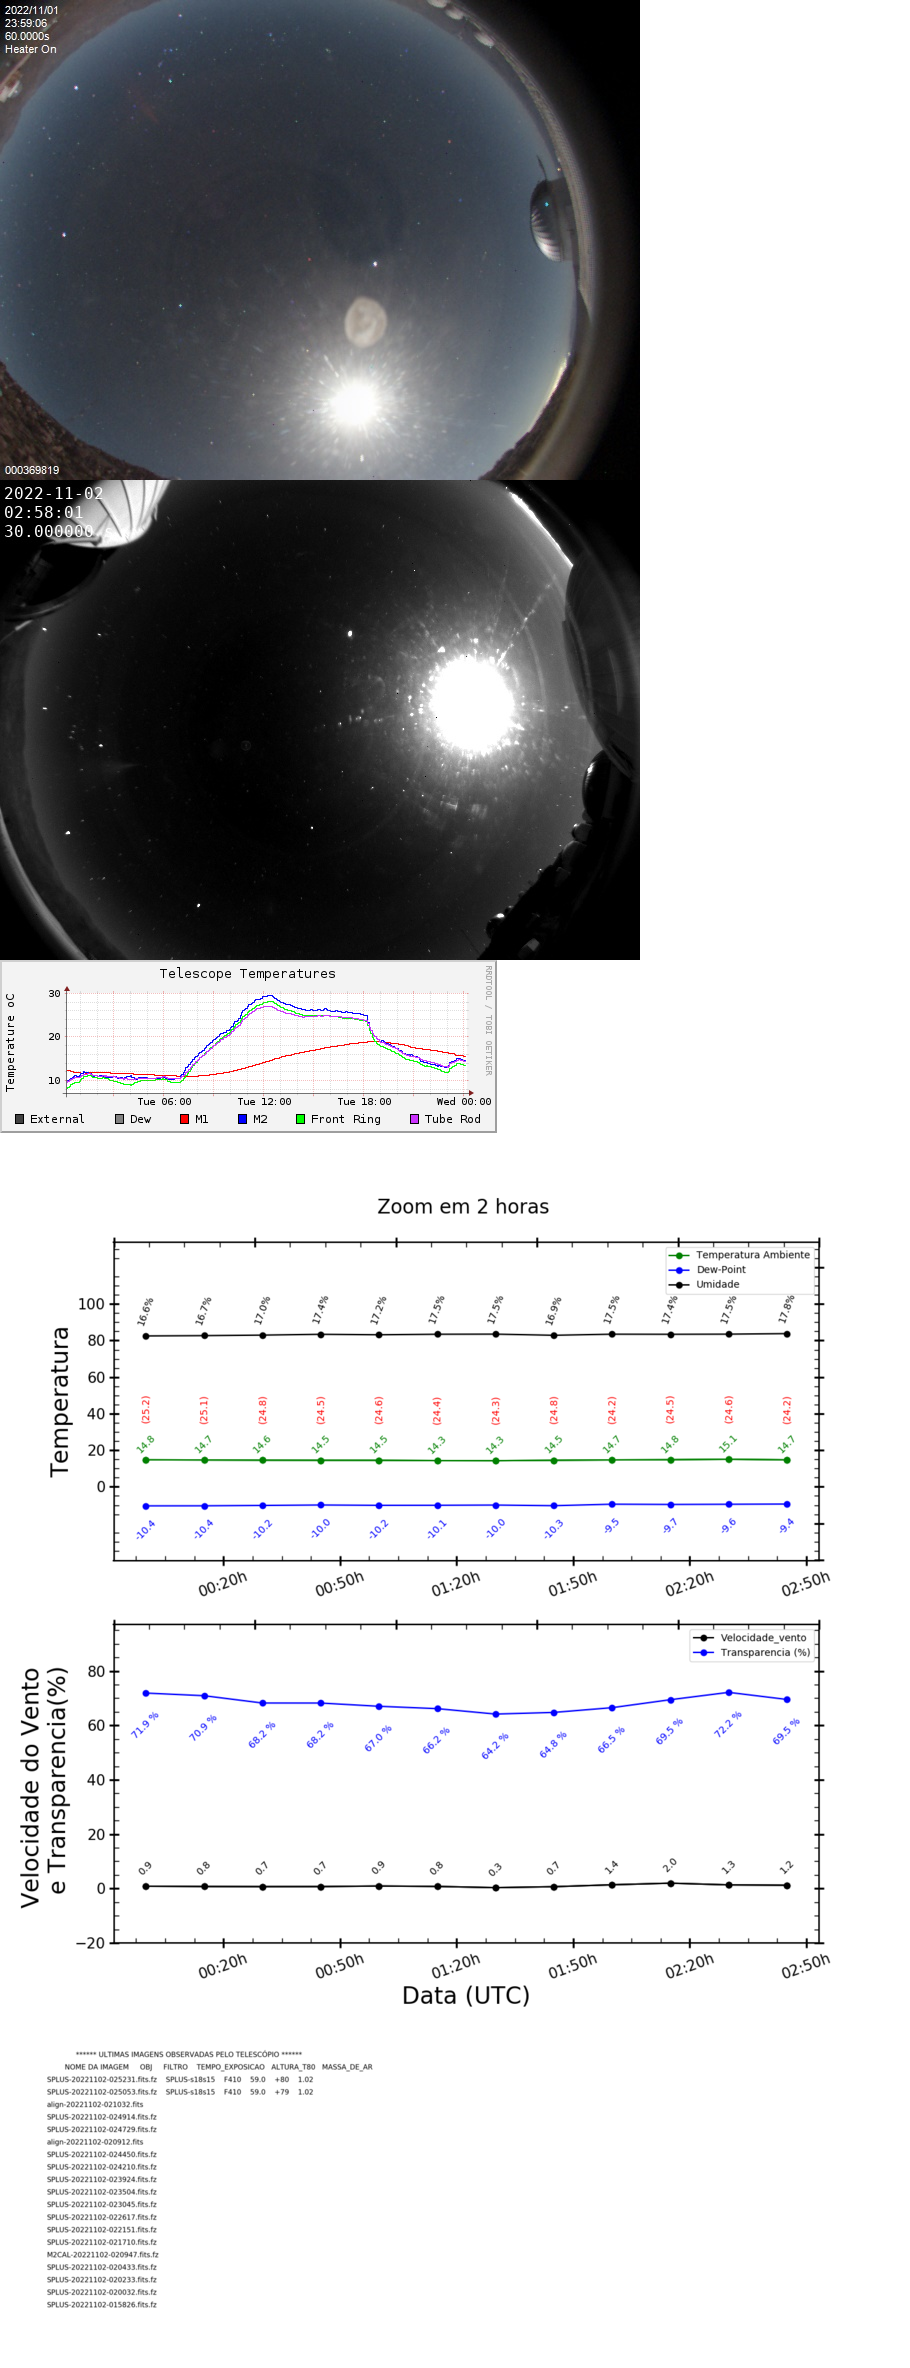 2022/11/01
23:59:06
60.0000s
Heater On
000369819
2022-11-02
02:58:01
30.000000 s
Telescope Temperatures
Temperature oC
RRDTOOL / TOBI OETIKER
30
20
10
Tue 06:00 Tue 12:00 Tue 18:00 Wed 00:00
External Dew M1 M2 Front Ring Tube Rod
Zoom em 2 horas
Temperatura Ambiente
Dew-Point
Umidade
Temperatura
100
80
60
40
20
0
16.6% 16.7% 17.0% 17.4% 17.2% 17.5% 17.5% 16.9% 17.5% 17.4% 17.5% 17.8%
(25.2) (25.1) (24.8) (24.5) (24.6) (24.4) (24.3) (24.8) (24.2) (24.5) (24.6) (24.2)
14.8 14.7 14.6 14.5 14.5 14.3 14.3 14.5 14.7 14.8 15.1 14.7
-10.4 -10.4 -10.2 -10.0 -10.2 -10.1 -10.0 -10.3 -9.5 -9.7 -9.6 -9.4
00:20h 00:50h 01:20h 01:50h 02:20h 02:50h
Velocidade_vento
Transparencia (%)
Velocidade do Vento
e Transparencia(%)
80
60
40
20
0
−20
71.9 % 70.9 % 68.2 % 68.2 % 67.0 % 66.2 % 64.2 % 64.8 % 66.5 % 69.5 % 72.2 % 69.5 %
0.9 0.8 0.7 0.7 0.9 0.8 0.3 0.7 1.4 2.0 1.3 1.2
00:20h 00:50h 01:20h 01:50h 02:20h 02:50h
Data (UTC)
****** ULTIMAS IMAGENS OBSERVADAS PELO TELESCÓPIO ******
NOME DA IMAGEM OBJ FILTRO TEMPO_EXPOSICAO ALTURA_T80 MASSA_DE_AR
SPLUS-20221102-025231.fits.fz SPLUS-s18s15 F410 59.0 +80 1.02
SPLUS-20221102-025053.fits.fz SPLUS-s18s15 F410 59.0 +79 1.02
align-20221102-021032.fits
SPLUS-20221102-024914.fits.fz
SPLUS-20221102-024729.fits.fz
align-20221102-020912.fits
SPLUS-20221102-024450.fits.fz
SPLUS-20221102-024210.fits.fz
SPLUS-20221102-023924.fits.fz
SPLUS-20221102-023504.fits.fz
SPLUS-20221102-023045.fits.fz
SPLUS-20221102-022617.fits.fz
SPLUS-20221102-022151.fits.fz
SPLUS-20221102-021710.fits.fz
M2CAL-20221102-020947.fits.fz
SPLUS-20221102-020433.fits.fz
SPLUS-20221102-020233.fits.fz
SPLUS-20221102-020032.fits.fz
SPLUS-20221102-015826.fits.fz